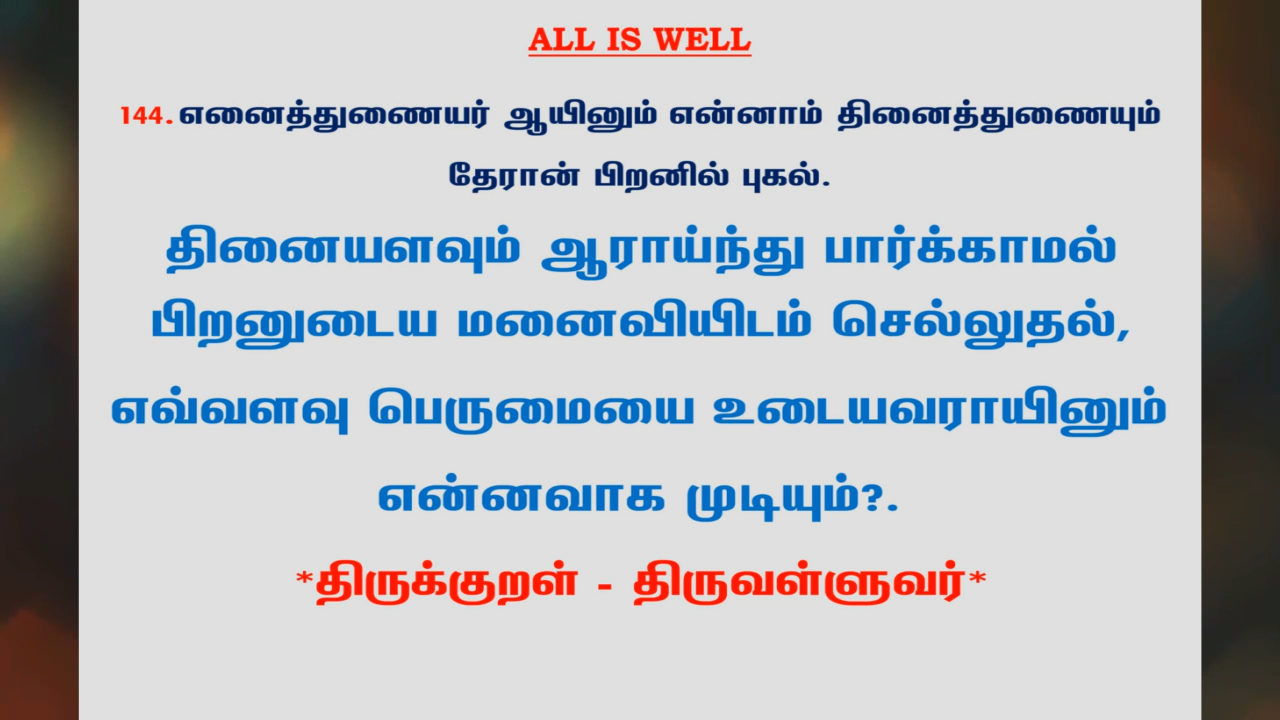 ALL IS WELL
144. எனைத்துணையர் ஆயினும் என்னாம் தினைத்துணையும்
தேரான் பிறனில் புகல்.
தினையளவும் ஆராய்ந்து பார்க்காமல்
பிறனுடைய மனைவியிடம் செல்லுதல்,
எவ்வளவு பெருமையை உடையவராயினும்
என்னவாக முடியும்?.
*திருக்குறள் - திருவள்ளுவர்*